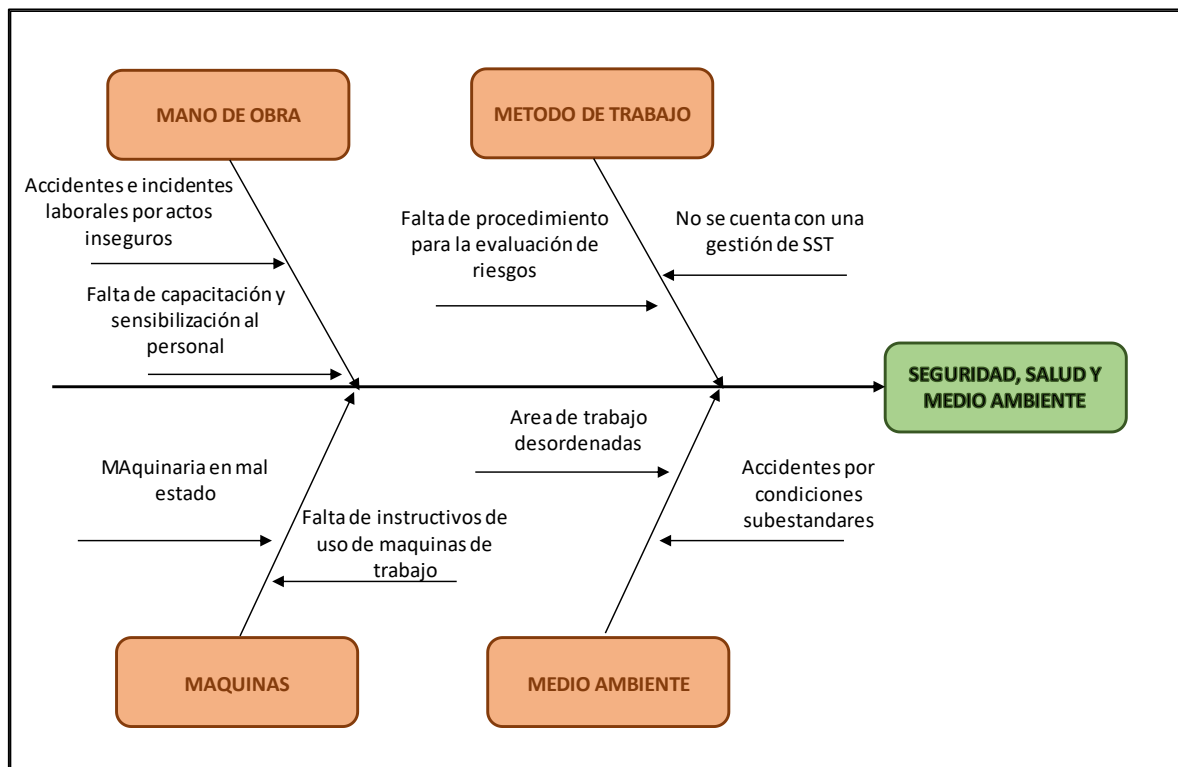 MANO DE OBRA
METODO DE TRABAJO
Accidentes e incidentes
laborales por actos
inseguros
Falta de procedimiento
para la evaluación de
riesgos
No se cuenta con una
gestión de SST
Falta de capacitación y
sensibilización al
personal
SEGURIDAD, SALUD Y
MEDIO AMBIENTE
Area de trabajo
desordenadas
MAquinaria en mal
estado
Accidentes por
condiciones
subestandares
Falta de instructivos de
uso de maquinas de
trabajo
MAQUINAS
MEDIO AMBIENTE